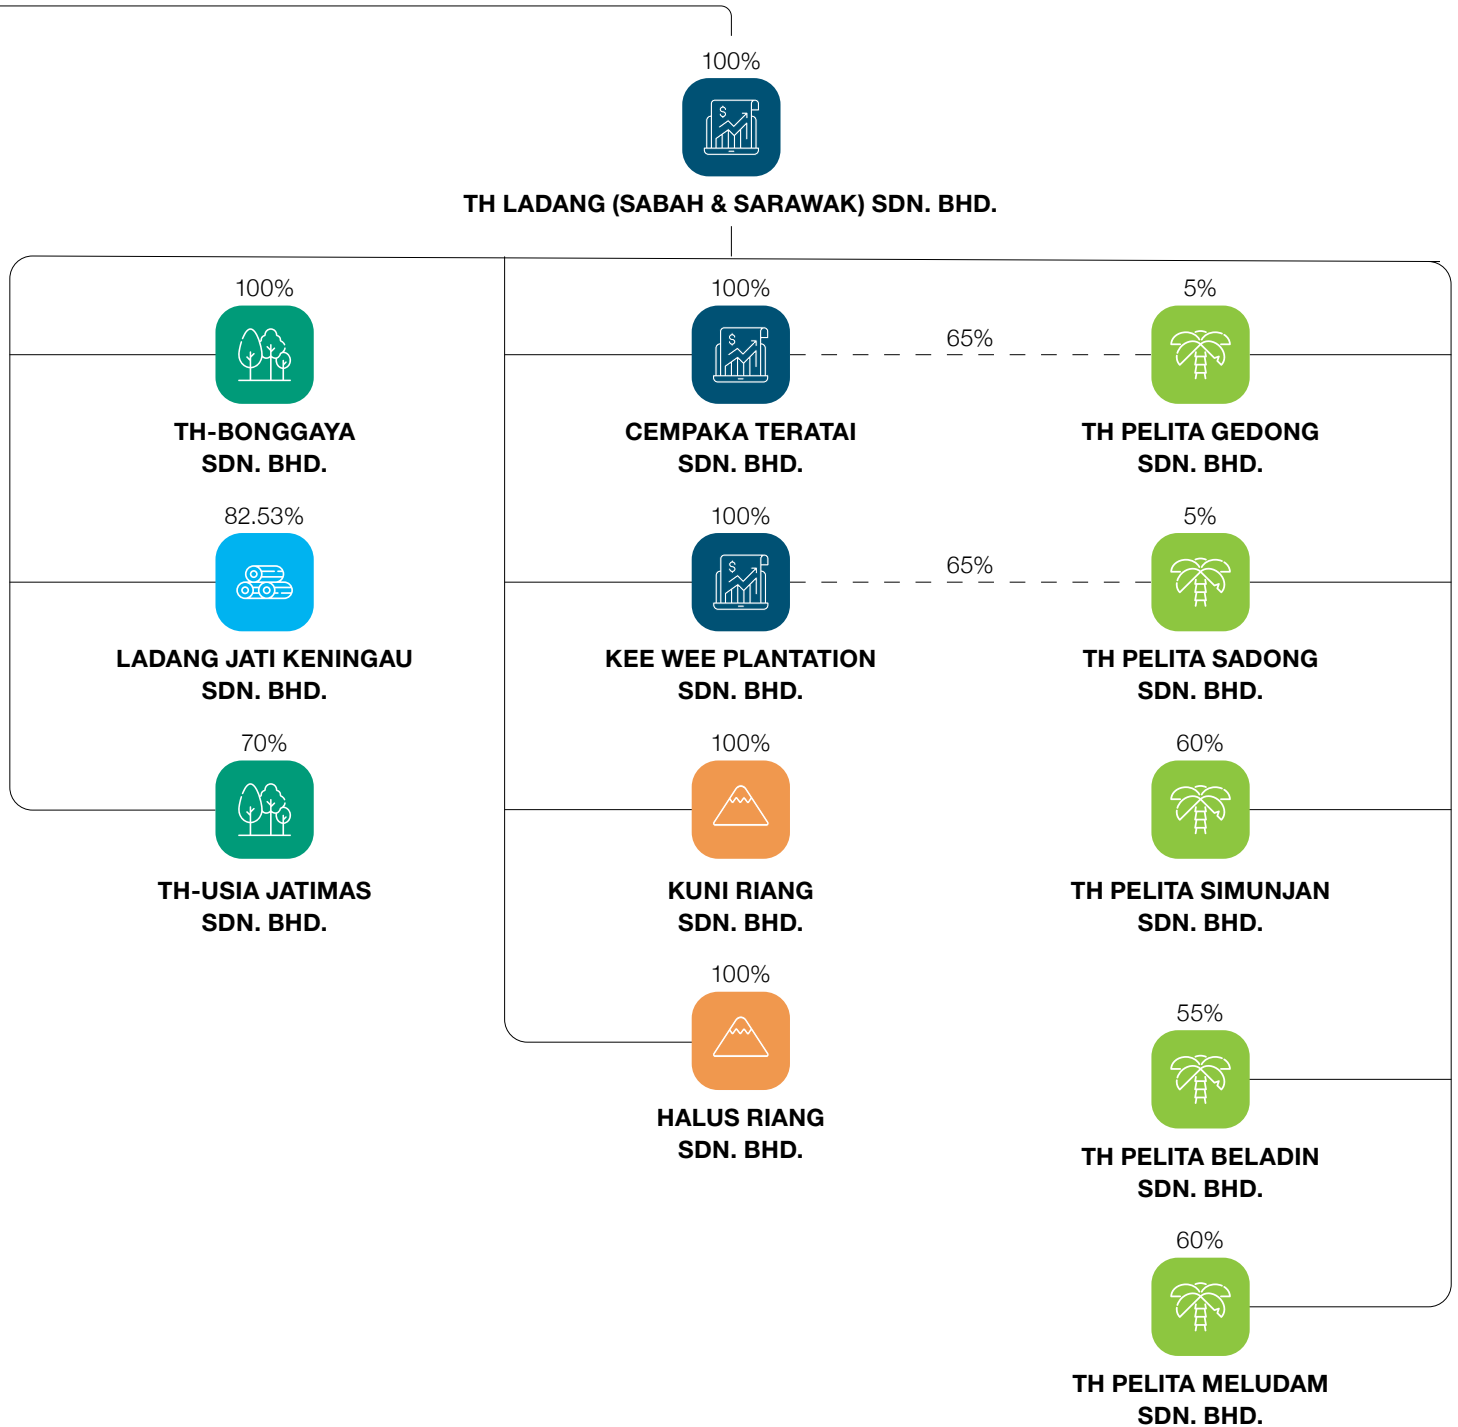 100%
TH LADANG (SABAH & SARAWAK) SDN. BHD.
100%
TH-BONGGAYA
SDN. BHD.
82.53%
LADANG JATI KENINGAU
SDN. BHD.
70%
TH-USIA JATIMAS
SDN. BHD.
100%
CEMPAKA TERATAI
SDN. BHD.
65%
100%
KEE WEE PLANTATION
SDN. BHD.
65%
100%
KUNI RIANG
SDN. BHD.
100%
HALUS RIANG
SDN. BHD.
5%
TH PELITA GEDONG
SDN. BHD.
5%
TH PELITA SADONG
SDN. BHD.
60%
TH PELITA SIMUNJAN
SDN. BHD.
55%
TH PELITA BELADIN
SDN. BHD.
60%
TH PELITA MELUDAM
SDN. BHD.